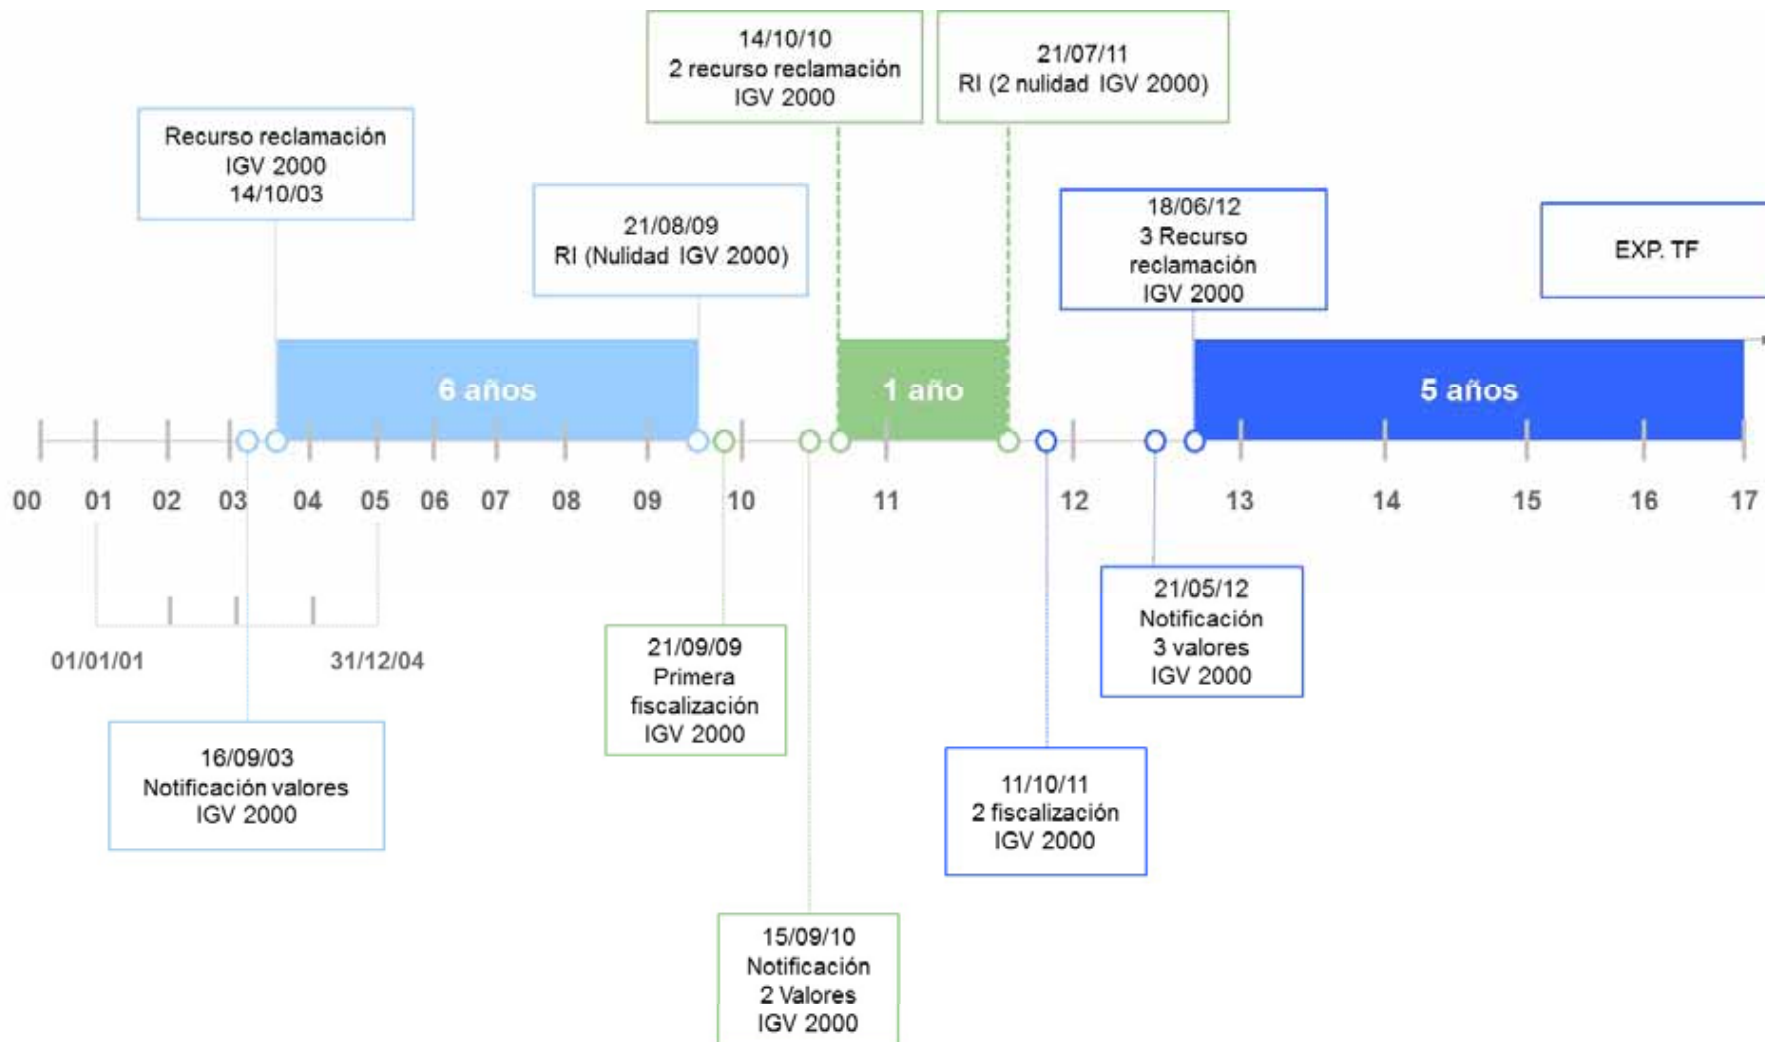 14/10/10
2 recurso reclamación
IGV 2000
21/07/11
RI (2 nulidad IGV 2000)
Recurso reclamación
IGV 2000
14/10/03
21/08/09
RI (Nulidad IGV 2000)
18/06/12
3 Recurso
reclamación
IGV 2000
EXP. TF
6 años
1 año
5 años
00 01 02 03 04 05 06 07 08 09 10 11 12 13 14 15 16 17
01/01/01
31/12/04
16/09/03
Notificación valores
IGV 2000
21/09/09
Primera
fiscalización
IGV 2000
21/05/12
Notificación
3 valores
IGV 2000
11/10/11
2 fiscalización
IGV 2000
15/09/10
Notificación
2 Valores
IGV 2000